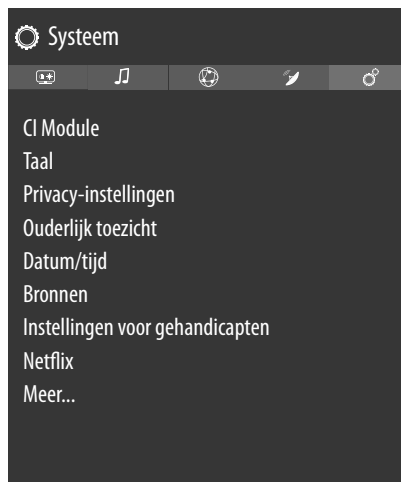 Systeem
CI Module
Taal
Privacy-instellingen
Ouderlijk toezicht
Datum/tijd
Bronnen
Instellingen voor gehandicapten
Netflix
Meer...